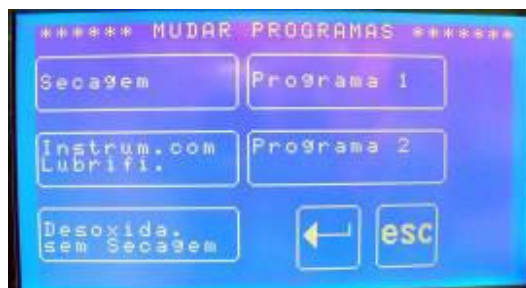 ****** MUDAR PROGRAMAS *******
Secagem
Programa 1
Instrum.com
Lubrifi.
Programa 2
Desoxida.
sem Secagem
esc